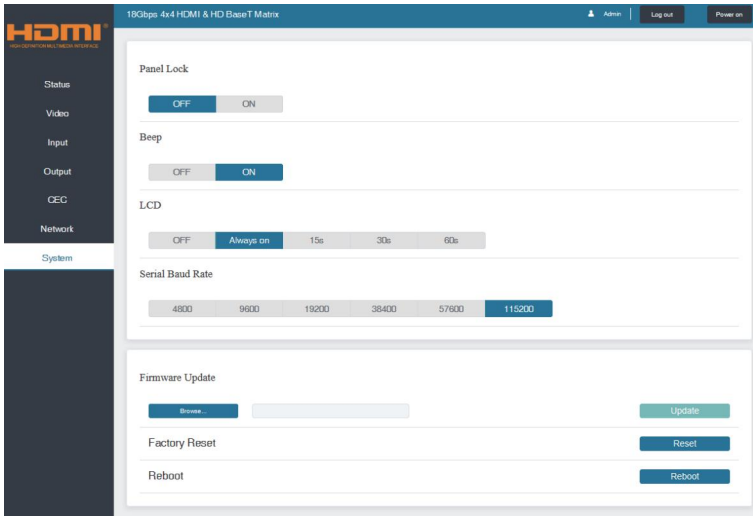 HDMI®
HIGH-DEFINITION MULTIMEDIA INTERFACE
18Gbps 4x4 HDMI & HDBaseT Matrix
Admin
Log out
Power on
Status
Video
Input
Output
CEC
Network
System
Panel Lock
OFF ON
Beep
OFF ON
LCD
OFF Always on 15s 30s 60s
Serial Baud Rate
4800 9600 19200 38400 57600 115200
Firmware Update
Browse... Update
Factory Reset Reset
Reboot Reboot